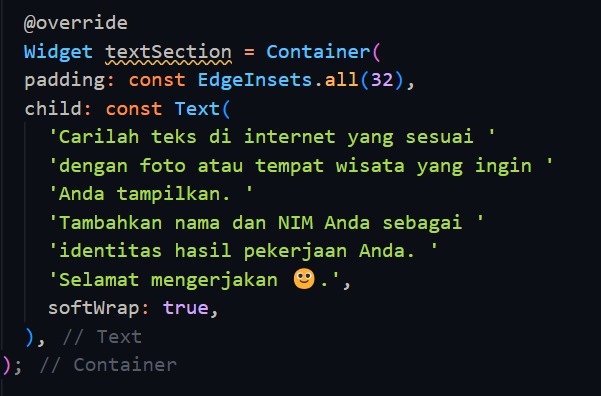 @override
Widget textSection = Container(
padding: const EdgeInsets.all(32),
child: const Text(
'Carilah teks di internet yang sesuai '
'dengan foto atau tempat wisata yang ingin '
'Anda tampilkan. '
'Tambahkan nama dan NIM Anda sebagai '
'identitas hasil pekerjaan Anda. '
'Selamat mengerjakan 🙂.',
softWrap: true,
), // Text
); // Container